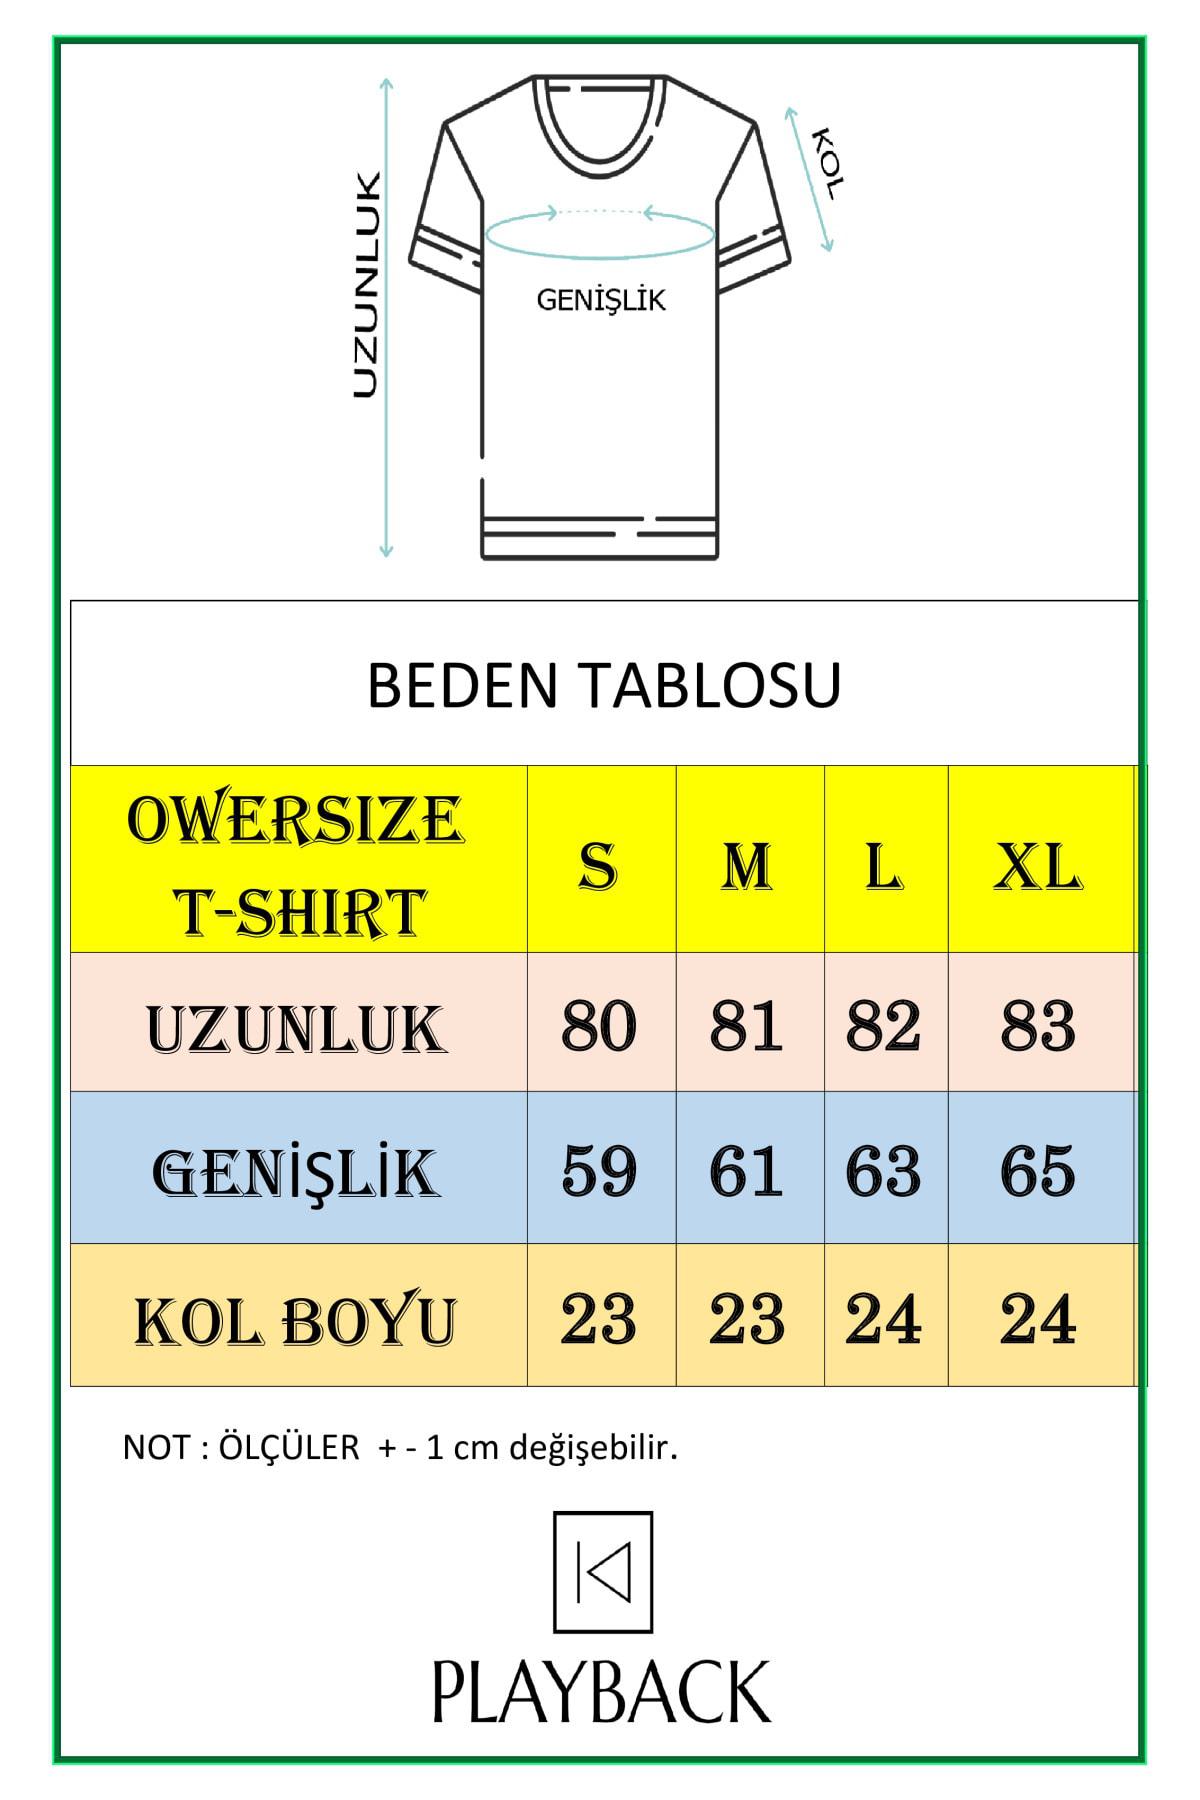 UZUNLUK
KOL
GENİŞLİK
BEDEN TABLOSU
OWERSIZE T-SHIRT S M L XL
UZUNLUK 80 81 82 83
GENİŞLİK 59 61 63 65
KOL BOYU 23 23 24 24
NOT : ÖLÇÜLER + - 1 cm değişebilir.
PLAYBACK